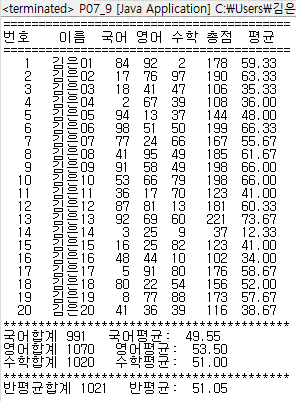 <terminated> P07_9 [Java Application] C:₩Users₩김은
========================================
번호 이름 국어 영어 수학 총점 평균
========================================
1 김은01 84 92 2 178 59.33
2 김은02 17 76 97 190 63.33
3 김은03 18 41 47 106 35.33
4 김은04 2 67 39 108 36.00
5 김은05 94 13 37 144 48.00
6 김은06 98 51 50 199 66.33
7 김은07 77 24 66 167 55.67
8 김은08 41 95 49 185 61.67
9 김은09 91 58 49 198 66.00
10 김은10 53 66 79 198 66.00
11 김은11 36 17 70 123 41.00
12 김은12 87 81 13 181 60.33
13 김은13 92 69 60 221 73.67
14 김은14 3 25 9 37 12.33
15 김은15 16 25 82 123 41.00
16 김은16 48 44 10 102 34.00
17 김은17 5 91 80 176 58.67
18 김은18 80 22 54 156 52.00
19 김은19 8 77 88 173 57.67
20 김은20 41 36 39 116 38.67
****************************************
국어합계 991 국어평균: 49.55
영어합계 1070 영어평균: 53.50
수학합계 1020 수학평균: 51.00
****************************************
반평균합계 1021 반평균: 51.05
****************************************